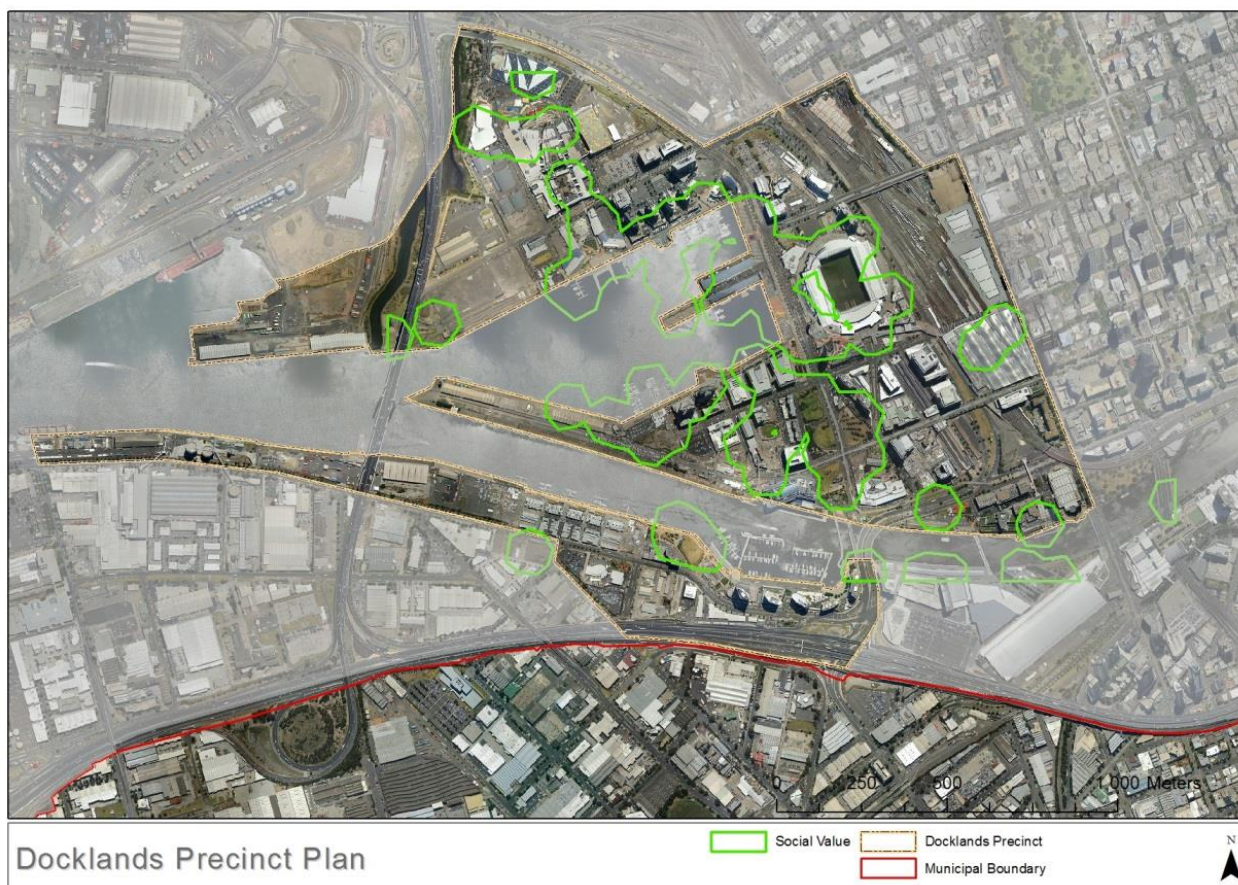 0 250 500 1,000 Meters
Docklands Precinct Plan
Social Value
Docklands Precinct
Municipal Boundary
N